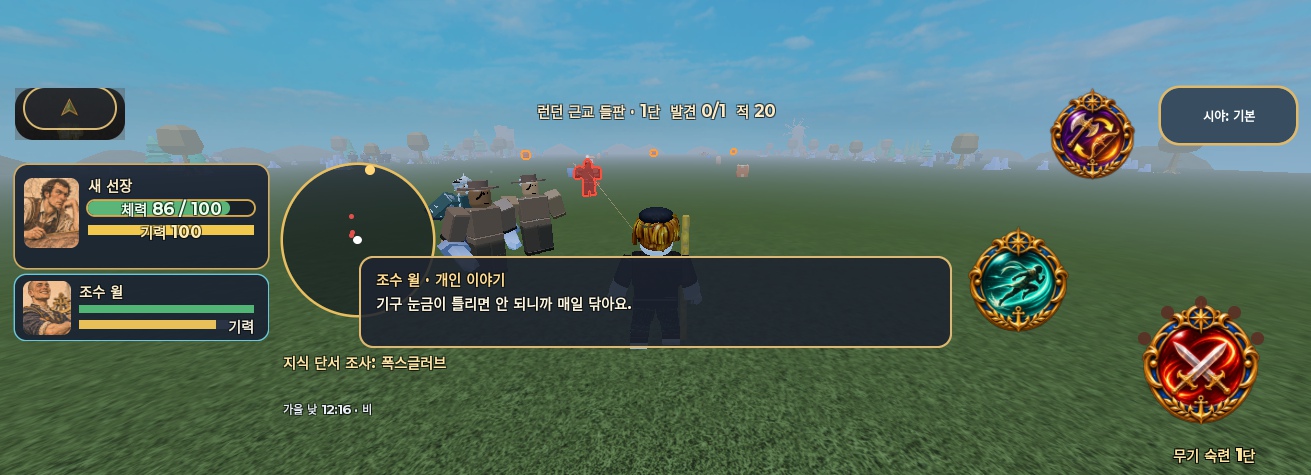 런던 근교 들판 · 1단 발견 0/1 적 20
시야: 기본
새 선장
체력 86 / 100
기력 100
조수 윌
기력
조수 윌 · 개인 이야기
기구 눈금이 틀리면 안 되니까 매일 닦아요.
지식 단서 조사: 폭스글러브
가을 낮 12:16 · 비
무기 숙련 1단